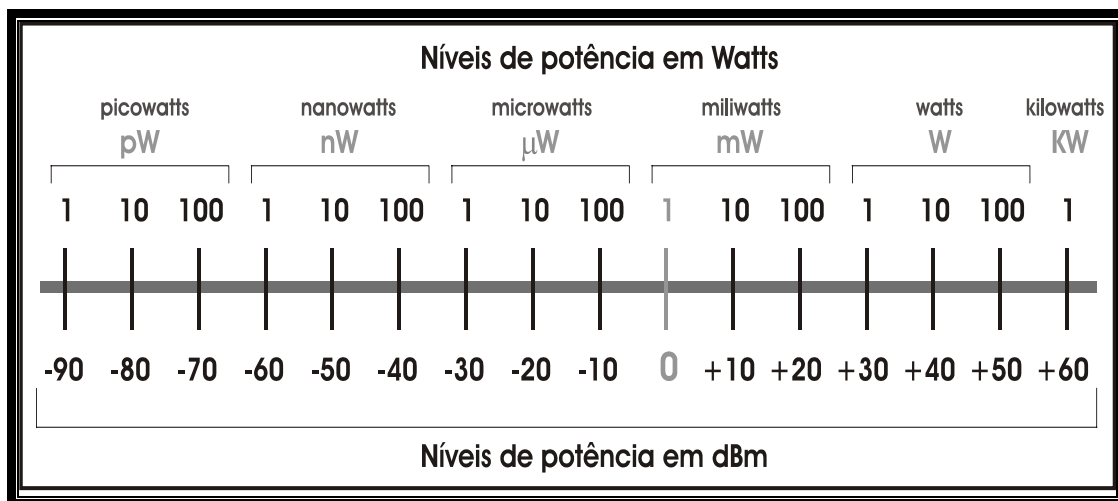 Níveis de potência em Watts
picowatts nanowatts microwatts miliwatts watts kilowatts
pW nW μW mW W KW
1 10 100 1 10 100 1 10 100 1 10 100 1 10 100 1
-90 -80 -70 -60 -50 -40 -30 -20 -10 0 +10 +20 +30 +40 +50 +60
Níveis de potência em dBm